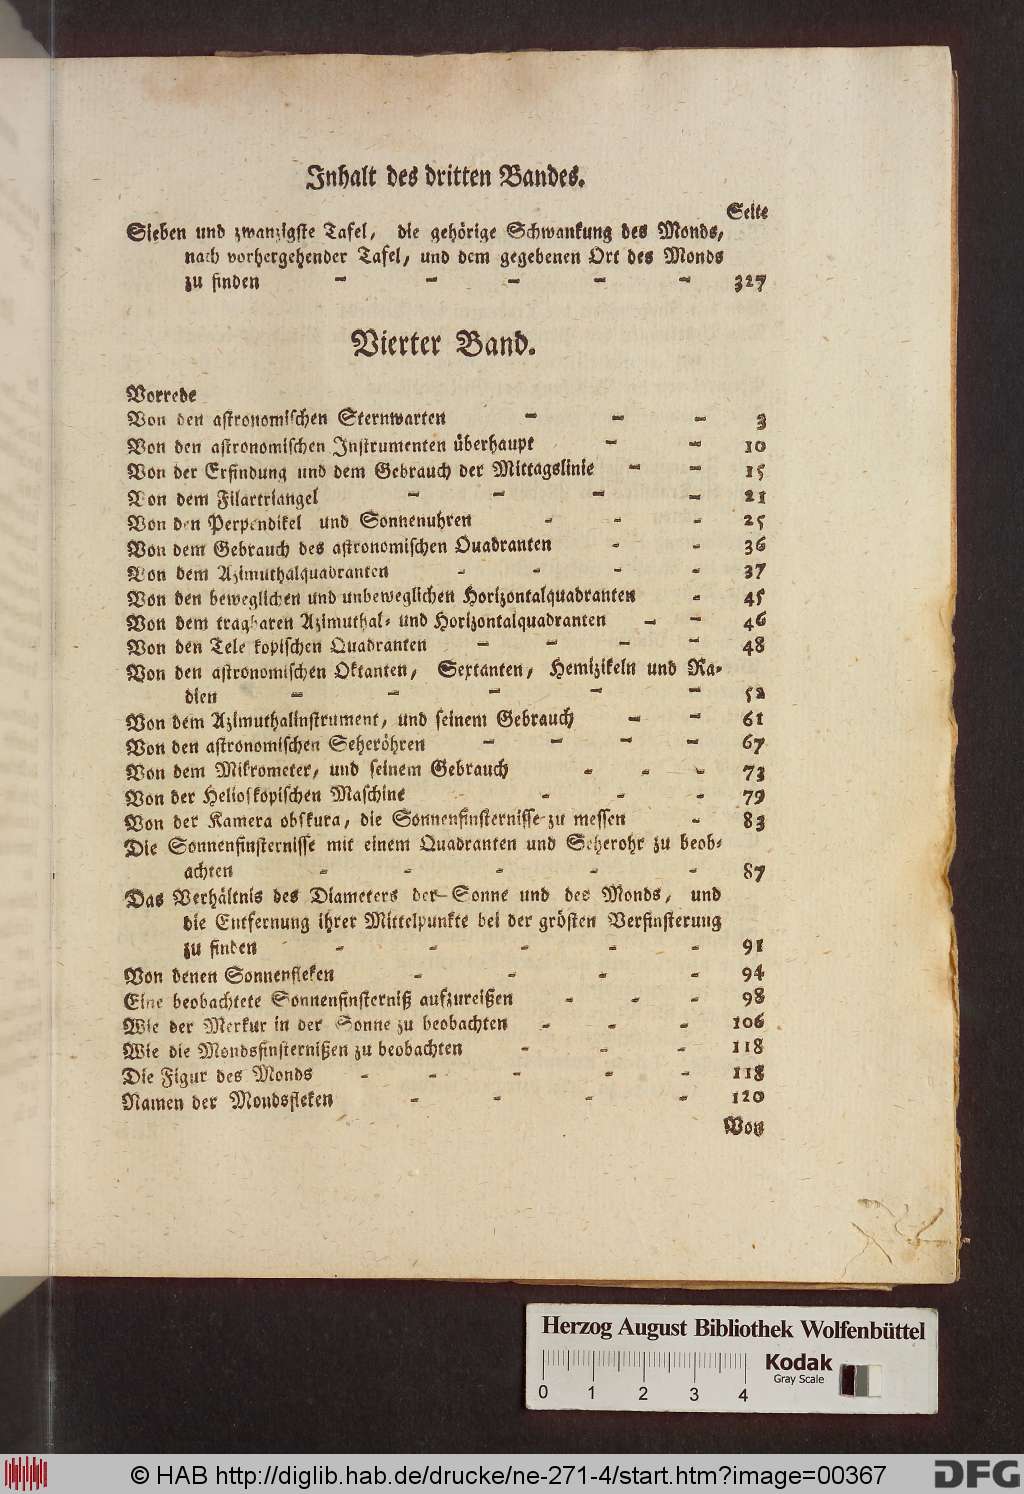 Inhalt des dritten Bandes.
Seite
Sieben und zwanzigste Tafel, die gehörige Schwankung des Monds,
nach vorhergehender Tafel, und dem gegebenen Ort des Monds
zu finden - - - - - 327
Vierter Band.
Vorrede
Von den astronomischen Sternwarten - - - 3
Von den astronomischen Instrumenten überhaupt - - 10
Von der Erfindung und dem Gebrauch der Mittagslinie - - 15
Von dem Filartriangel - - - - 21
Von den Perpendikel und Sonnenuhren - - - 25
Von dem Gebrauch des astronomischen Quadranten - - 36
Von dem Azimuthalquadranten - - - - 37
Von den beweglichen und unbeweglichen Horizontalquadranten - 45
Von dem tragbaren Azimuthal- und Horizontalquadranten - - 46
Von den Teleskopischen Quadranten - - - - 48
Von den astronomischen Oktanten, Sextanten, Hemizikeln und Ra-
dien - - - - - 52
Von dem Azimuthalinstrument, und seinem Gebrauch - - 61
Von den astronomischen Seheröhren - - - - 67
Von dem Mikrometer, und seinem Gebrauch - - - 73
Von der Helioskopischen Maschine - - - 79
Von der Kamera obskura, die Sonnenfinsternisse zu messen - 83
Die Sonnenfinsternisse mit einem Quadranten und Seherohr zu beob-
achten - - - - - 87
Das Verhältnis des Diameters der Sonne und des Monds, und
die Entfernung ihrer Mittelpunkte bei der grösten Verfinsterung
zu finden - - - - - 91
Von denen Sonnenfleken - - - - 94
Eine beobachtete Sonnenfinsterniß aufzureißen - - - 98
Wie der Merkur in der Sonne zu beobachten - - - 106
Wie die Mondsfinsternißen zu beobachten - - - 118
Die Figur des Monds - - - - - 118
Namen der Mondsfleken - - - - 120
Von
Herzog August Bibliothek Wolfenbüttel
0 1 2 3 4
Kodak
Gray Scale
© HAB http://diglib.hab.de/drucke/ne-271-4/start.htm?image=00367
DFG